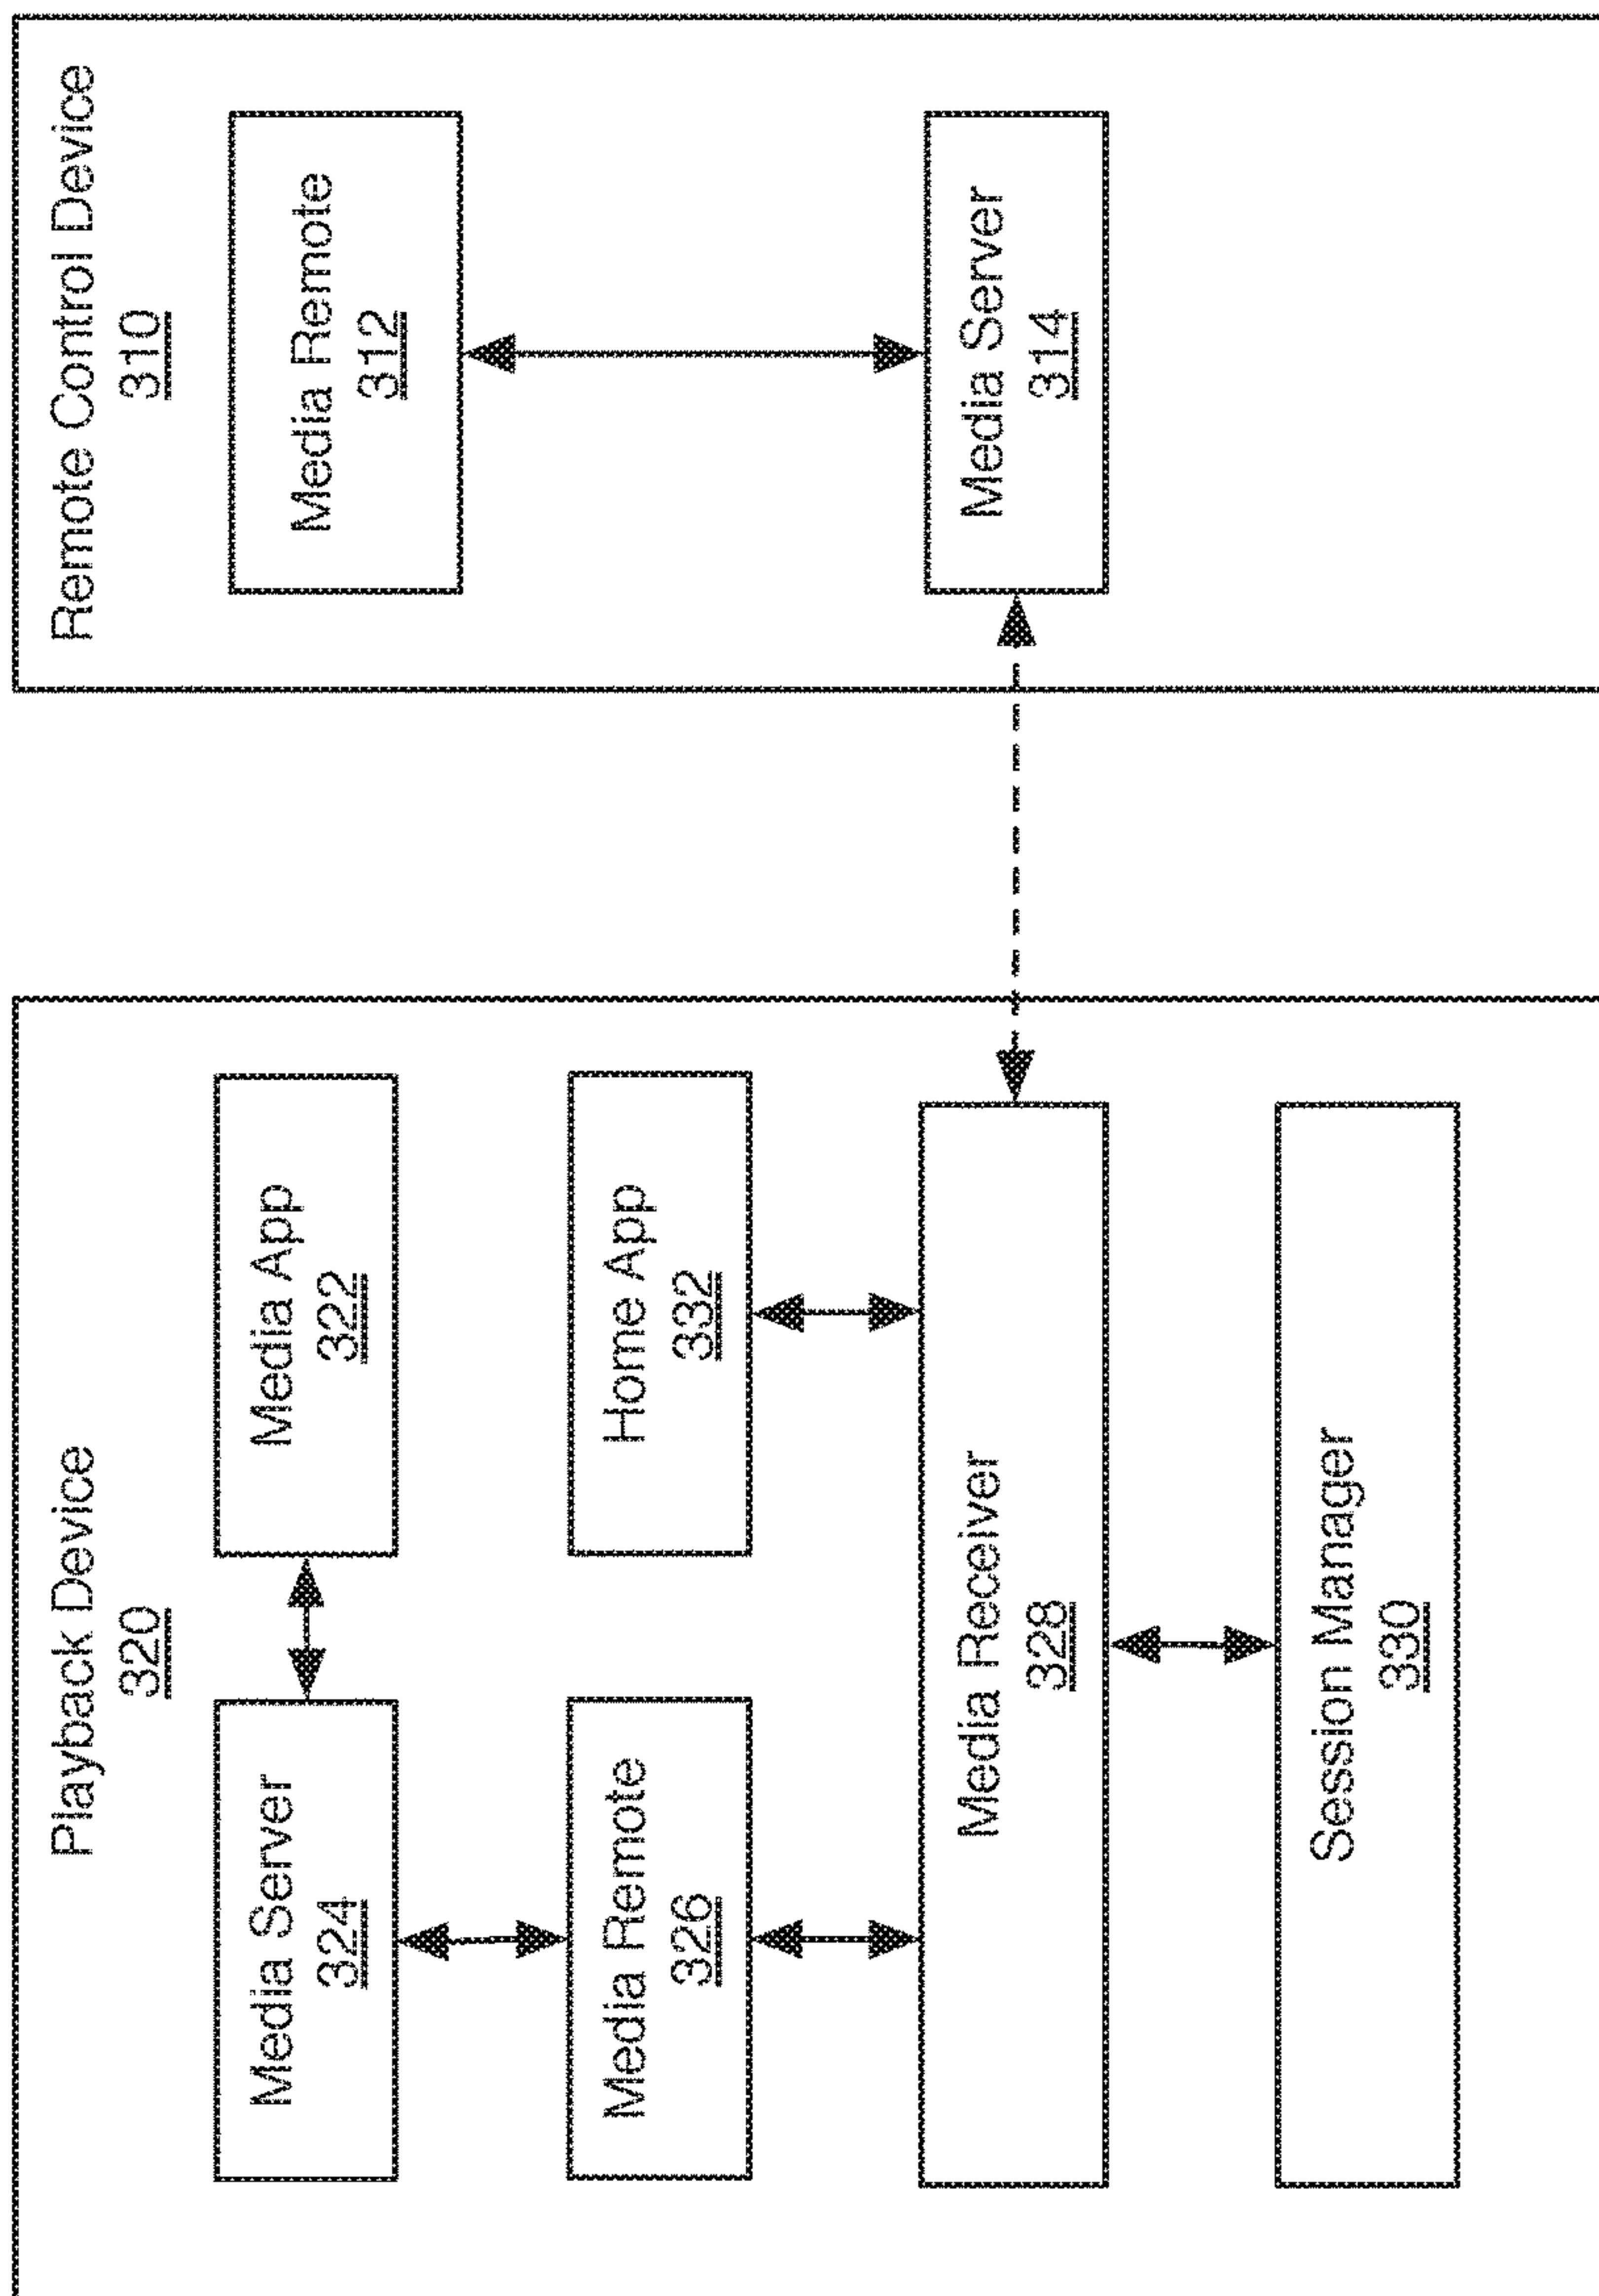 Playback Device
320
Media Server
324
Media App
322
Media Remote
326
Home App
332
Media Receiver
328
Session Manager
330
Remote Control Device
310
Media Remote
312
Media Server
314